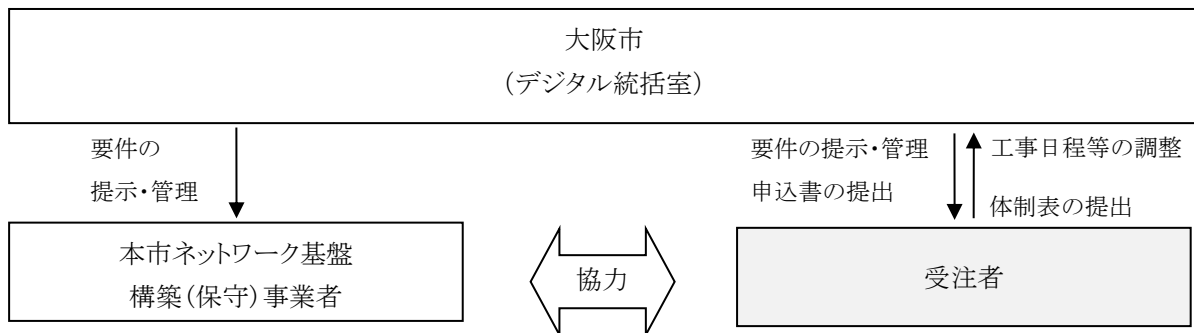 大阪市
(デジタル統括室)
要件の
提示・管理
要件の提示・管理
申込書の提出
工事日程等の調整
体制表の提出
本市ネットワーク基盤
構築(保守)事業者
協力
受注者